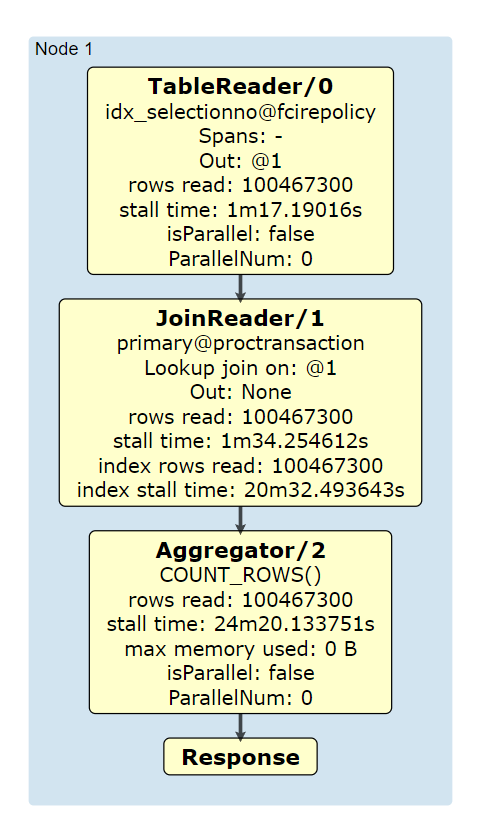 Node 1
TableReader/0
idx_selectionno@fcirepolicy
Spans: -
Out: @1
rows read: 100467300
stall time: 1m17.19016s
isParallel: false
ParallelNum: 0
JoinReader/1
primary@proctransaction
Lookup join on: @1
Out: None
rows read: 100467300
stall time: 1m34.254612s
index rows read: 100467300
index stall time: 20m32.493643s
Aggregator/2
COUNT_ROWS()
rows read: 100467300
stall time: 24m20.133751s
max memory used: 0 B
isParallel: false
ParallelNum: 0
Response